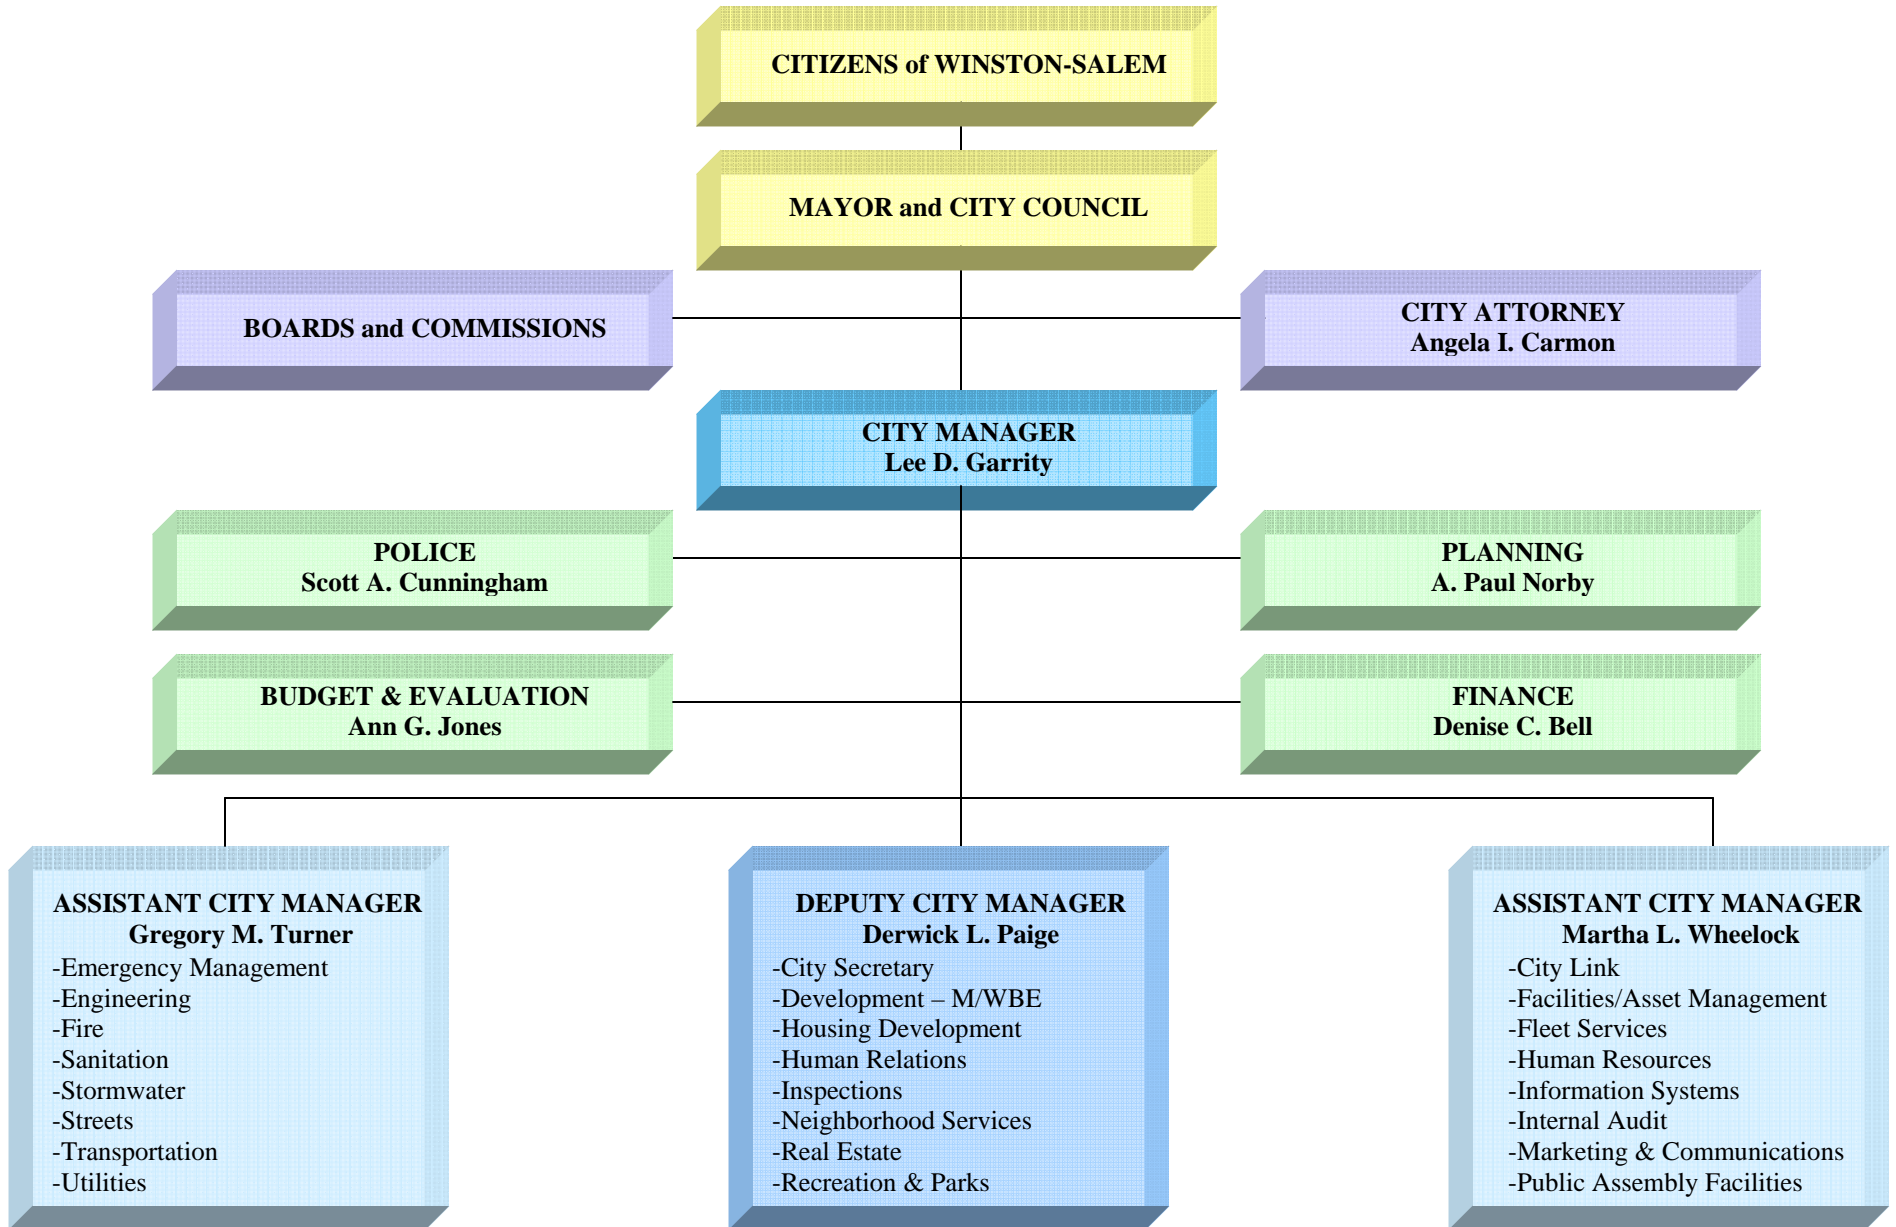 CITIZENS of WINSTON-SALEM
MAYOR and CITY COUNCIL
BOARDS and COMMISSIONS
CITY ATTORNEY
Angela I. Carmon
CITY MANAGER
Lee D. Garrity
POLICE
Scott A. Cunningham
PLANNING
A. Paul Norby
BUDGET & EVALUATION
Ann G. Jones
FINANCE
Denise C. Bell
ASSISTANT CITY MANAGER
Gregory M. Turner
-Emergency Management
-Engineering
-Fire
-Sanitation
-Stormwater
-Streets
-Transportation
-Utilities
DEPUTY CITY MANAGER
Derwick L. Paige
-City Secretary
-Development – M/WBE
-Housing Development
-Human Relations
-Inspections
-Neighborhood Services
-Real Estate
-Recreation & Parks
ASSISTANT CITY MANAGER
Martha L. Wheelock
-City Link
-Facilities/Asset Management
-Fleet Services
-Human Resources
-Information Systems
-Internal Audit
-Marketing & Communications
-Public Assembly Facilities